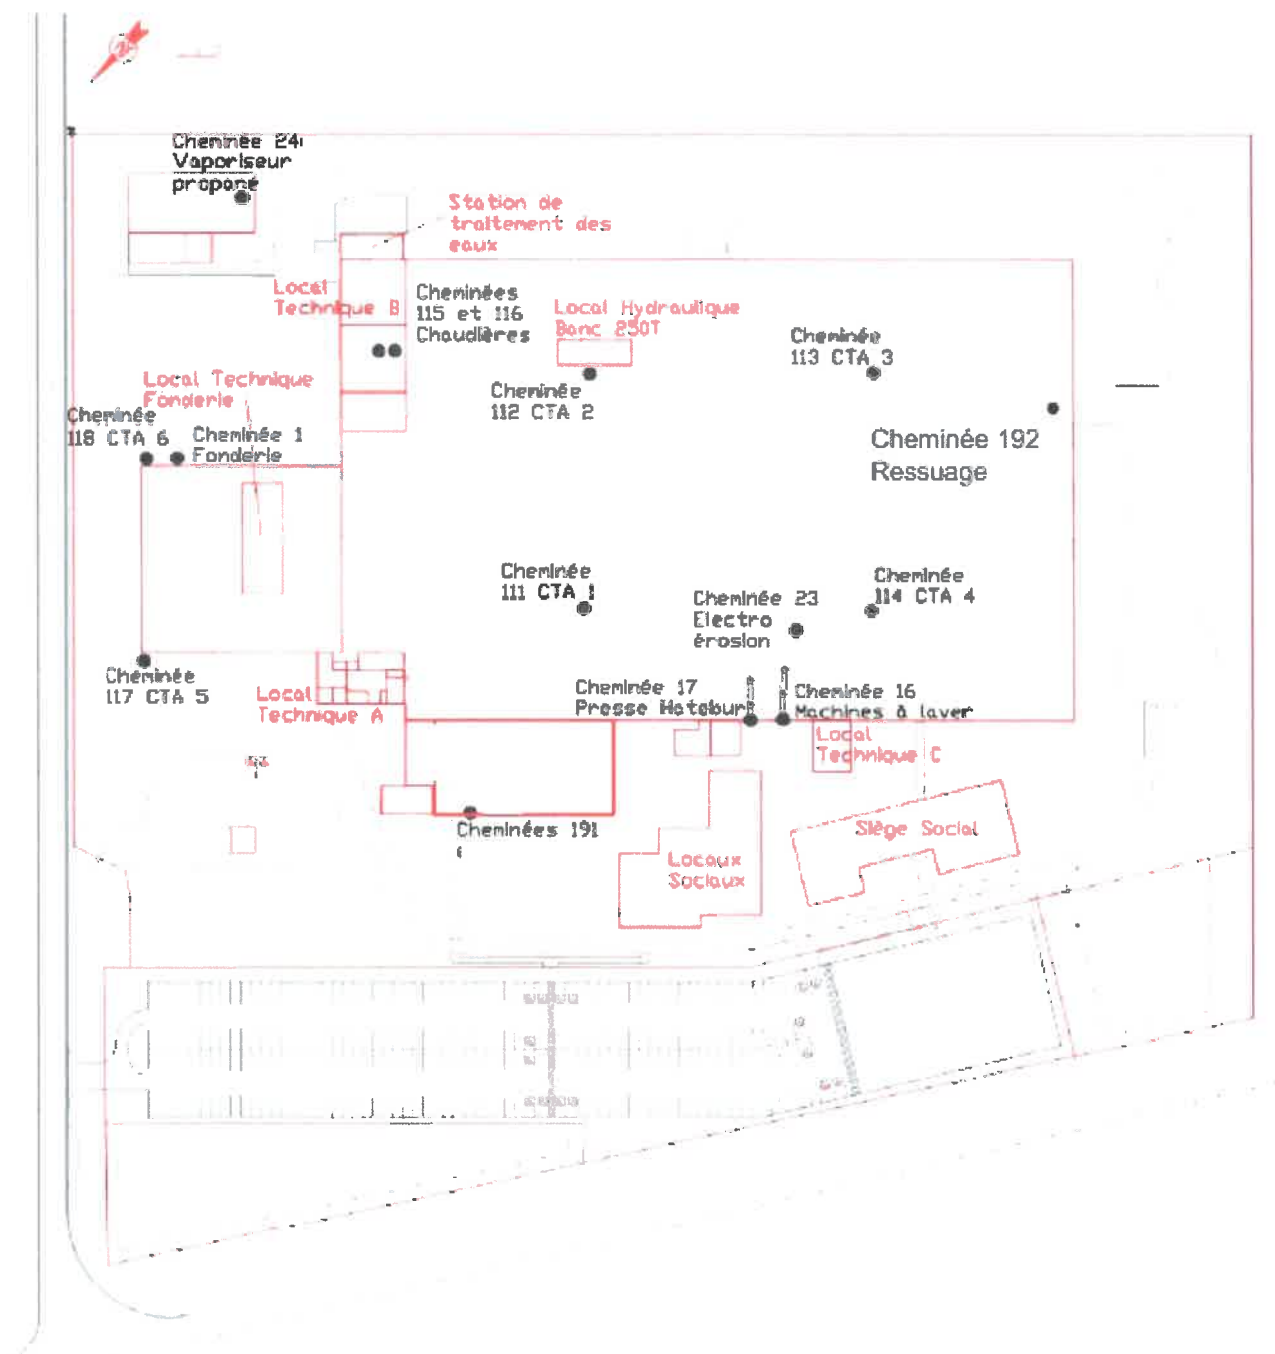 Cheminée 24
Vaporiseur
propané
Station de
traitement des
eaux
Local
Technique B
Cheminées
115 et 116
Chaudières
Local Hydraulique
Banc 250T
Cheminée
113 CTA 3
Local Technique
Fonderie
Cheminée
112 CTA 2
Cheminée
118 CTA 6
Cheminée 1
Fonderie
Cheminée 192
Ressuage
Cheminée
111 CTA 1
Cheminée 23
Electro
érosion
Cheminée
114 CTA 4
Cheminée
117 CTA 5
Local
Technique A
Cheminée 17
Presse Hatebur
Cheminée 16
Machines à laver
Local
Technique C
Cheminées 191
Siège Social
Locaux
Sociaux